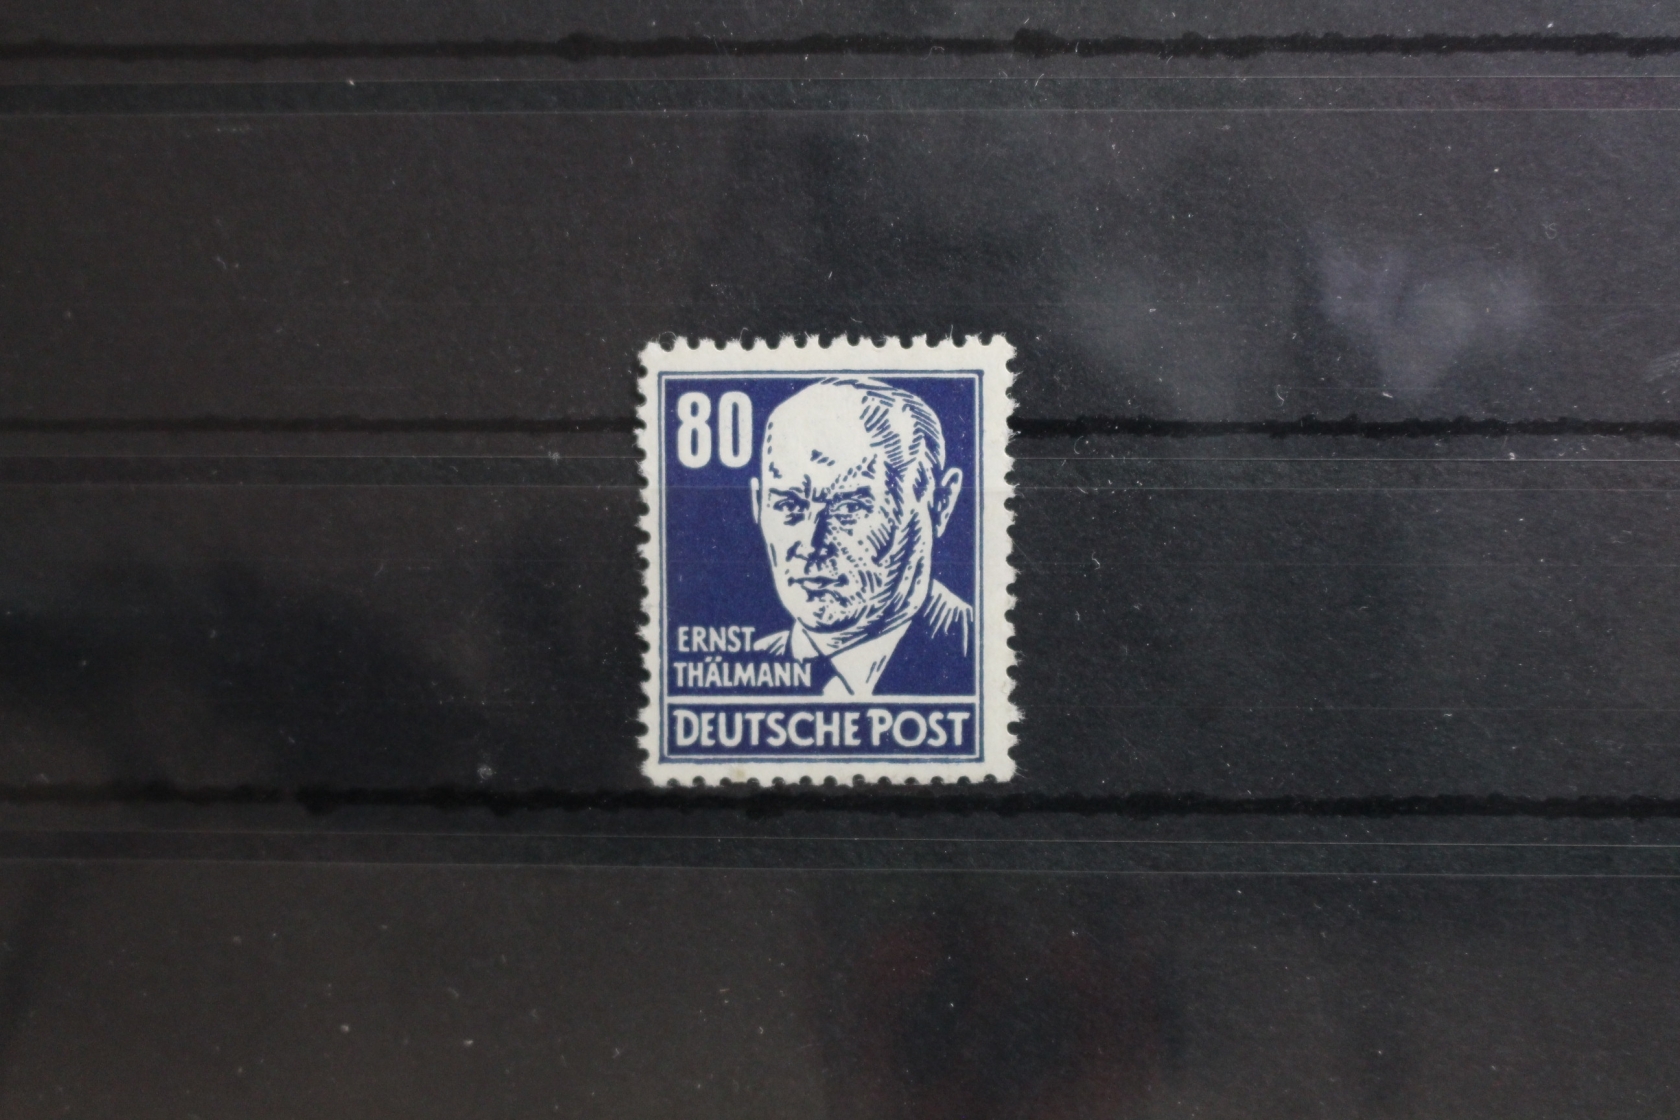 80
ERNST
THÄLMANN
DEUTSCHE POST